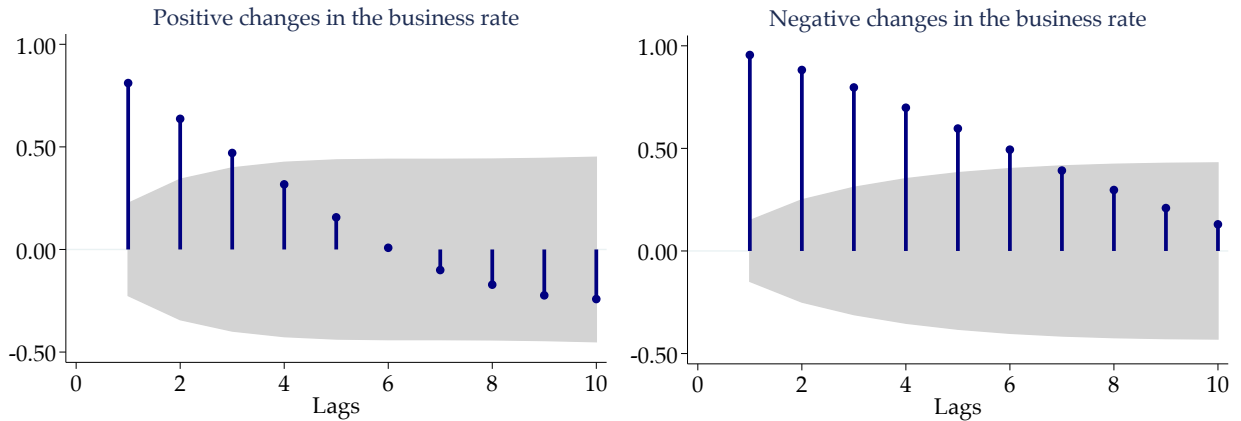 Positive changes in the business rate
1.00
0.50
0.00
-0.50
0 2 4 6 8 10
Lags
Negative changes in the business rate
1.00
0.50
0.00
-0.50
0 2 4 6 8 10
Lags